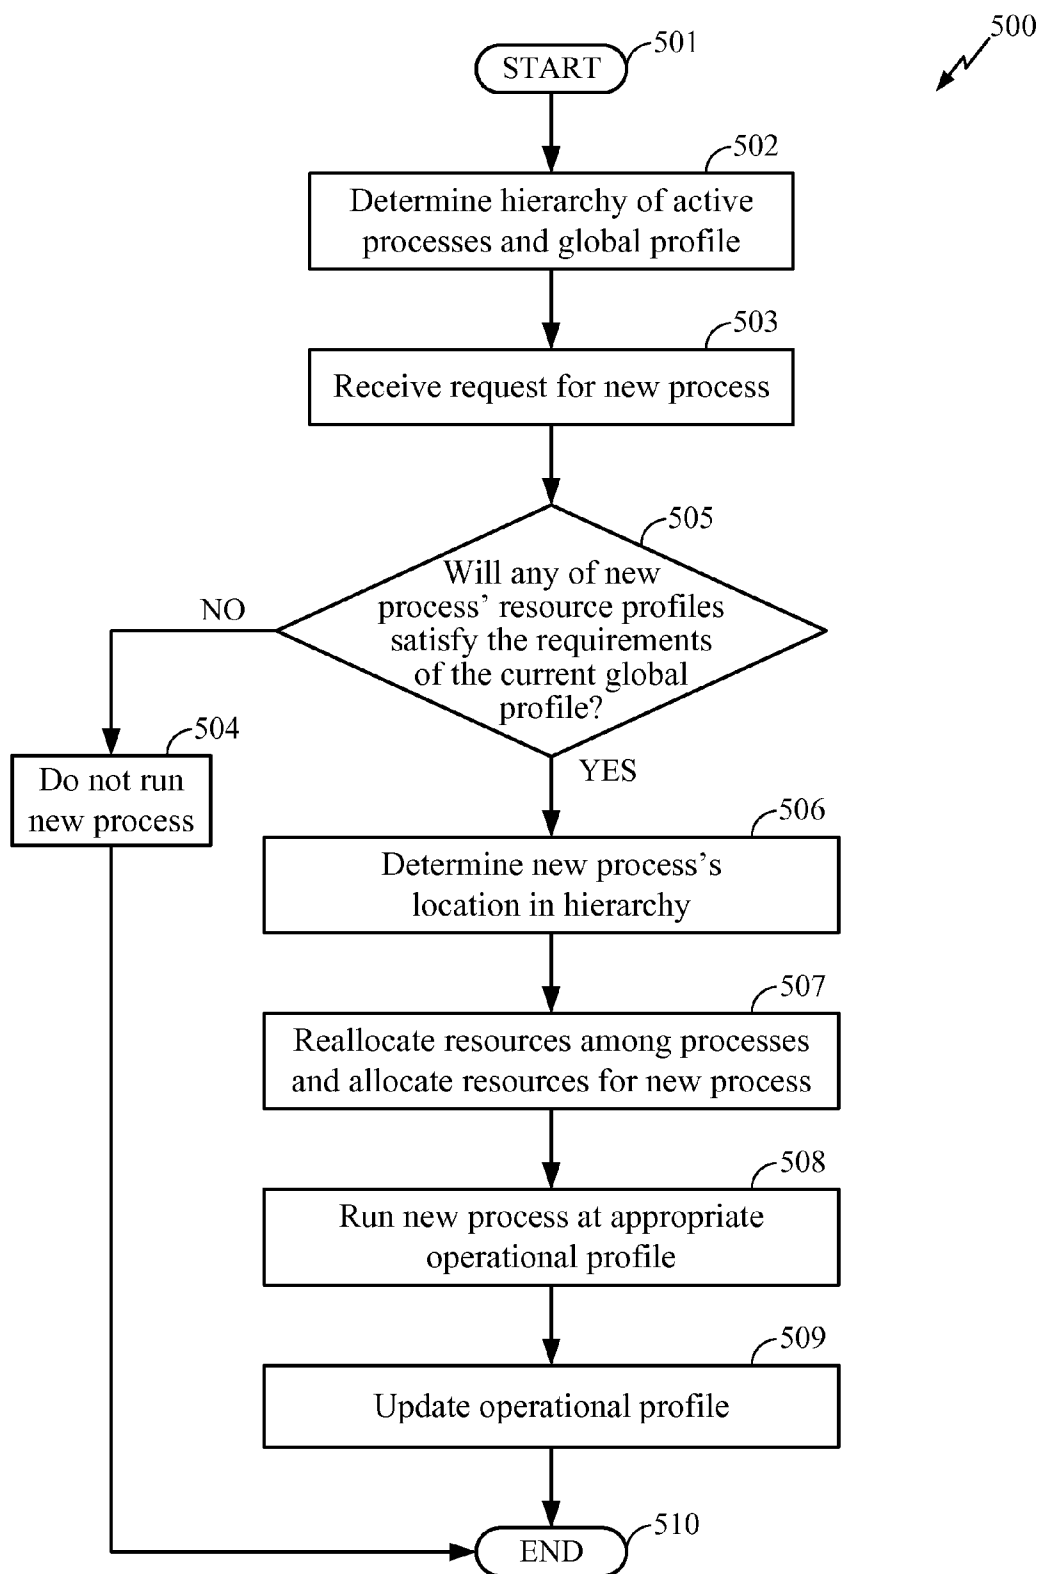 500
501
START
502
Determine hierarchy of active
processes and global profile
503
Receive request for new process
505
Will any of new
process’ resource profiles
satisfy the requirements
of the current global
profile?
NO
YES
504
Do not run
new process
506
Determine new process’s
location in hierarchy
507
Reallocate resources among processes
and allocate resources for new process
508
Run new process at appropriate
operational profile
509
Update operational profile
510
END